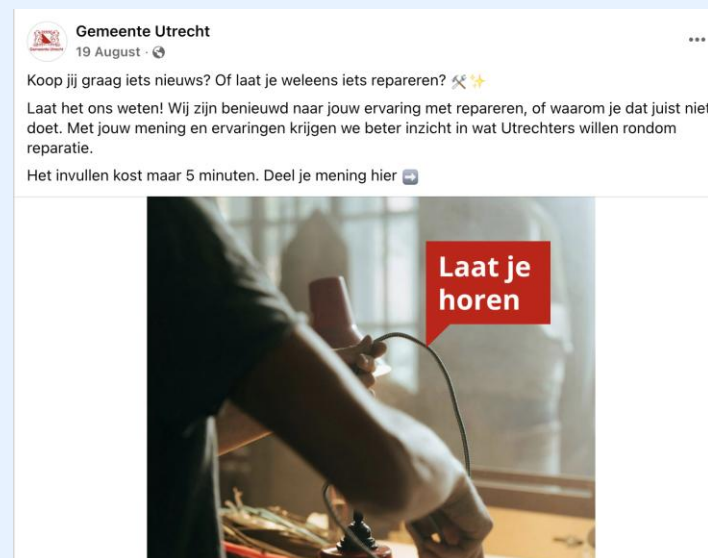 Gemeente Utrecht
19 August ·
Koop jij graag iets nieuws? Of laat je weleens iets repareren? 🛠️✨
Laat het ons weten! Wij zijn benieuwd naar jouw ervaring met repareren, of waarom je dat juist niet
doet. Met jouw mening en ervaringen krijgen we beter inzicht in wat Utrechters willen rondom
reparatie.
Het invullen kost maar 5 minuten. Deel je mening hier ➡️
Laat je
horen